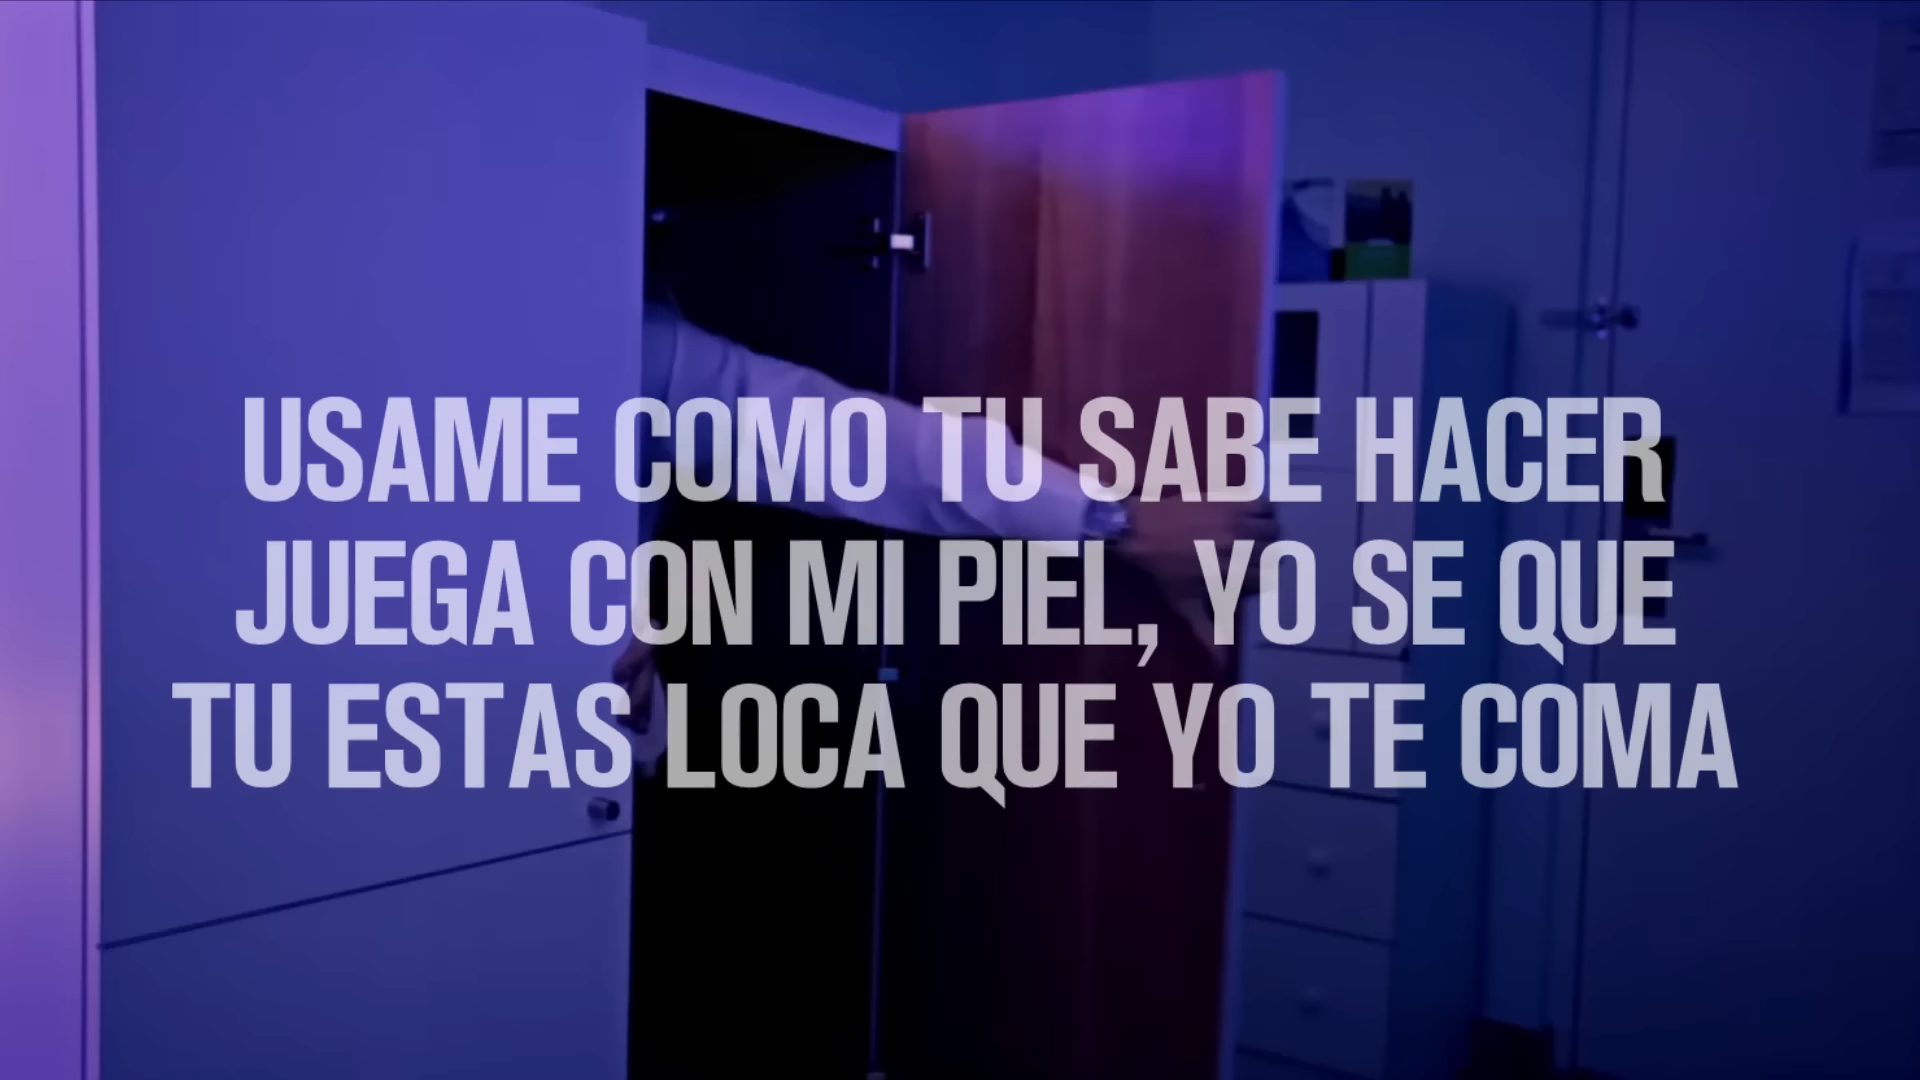 USAME COMO TU SABE HACER
JUEGA CON MI PIEL, YO SE QUE
TU ESTAS LOCA QUE YO TE COMA